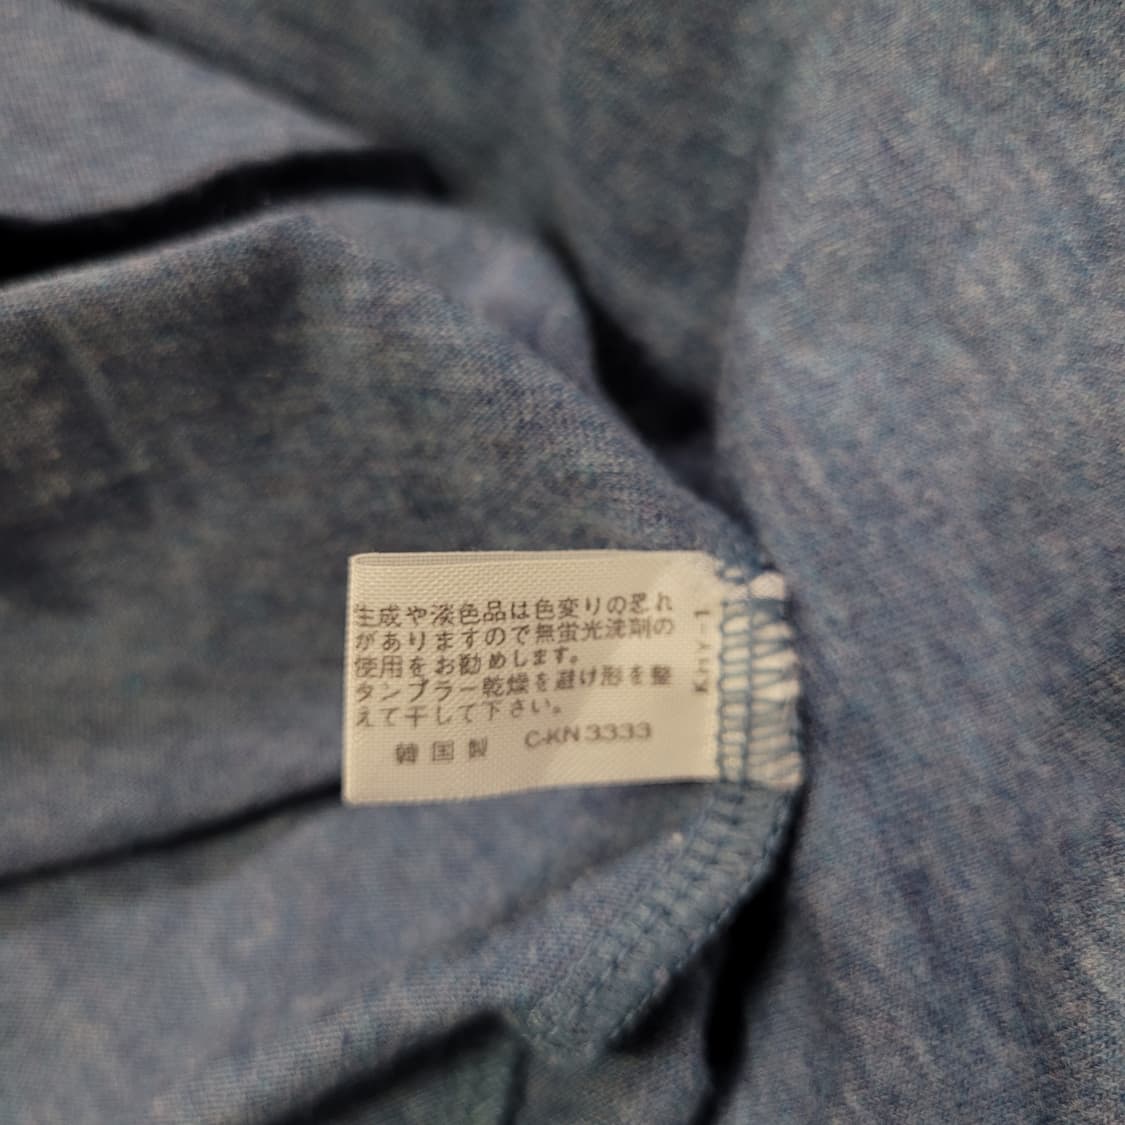 生成や淡色品は色変りの恐れ
がありますので無蛍光洗剤の
使用をお勧めします。
タンブラー乾燥を避け形を整
えて干して下さい。
韓国製 C-KN3333
KMY-1